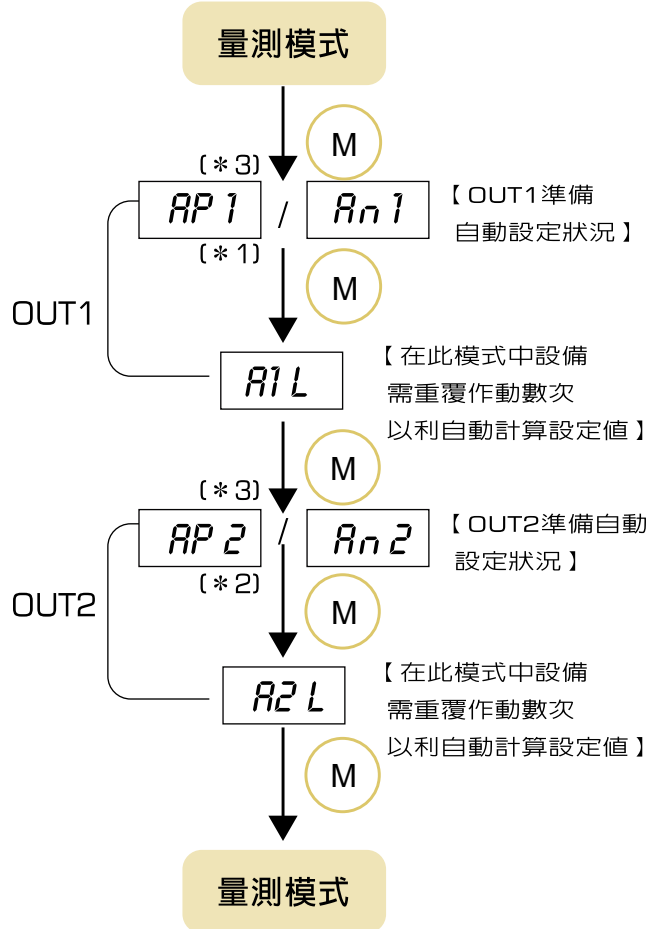 量測模式
M
(*3)
AP 1 / An 1
【OUT1準備
自動設定狀況】
(*1)
M
OUT1
A1 L
【在此模式中設備
需重覆作動數次
以利自動計算設定值】
M
(*3)
AP 2 / An 2
【OUT2準備自動
設定狀況】
(*2)
M
OUT2
A2 L
【在此模式中設備
需重覆作動數次
以利自動計算設定值】
M
量測模式